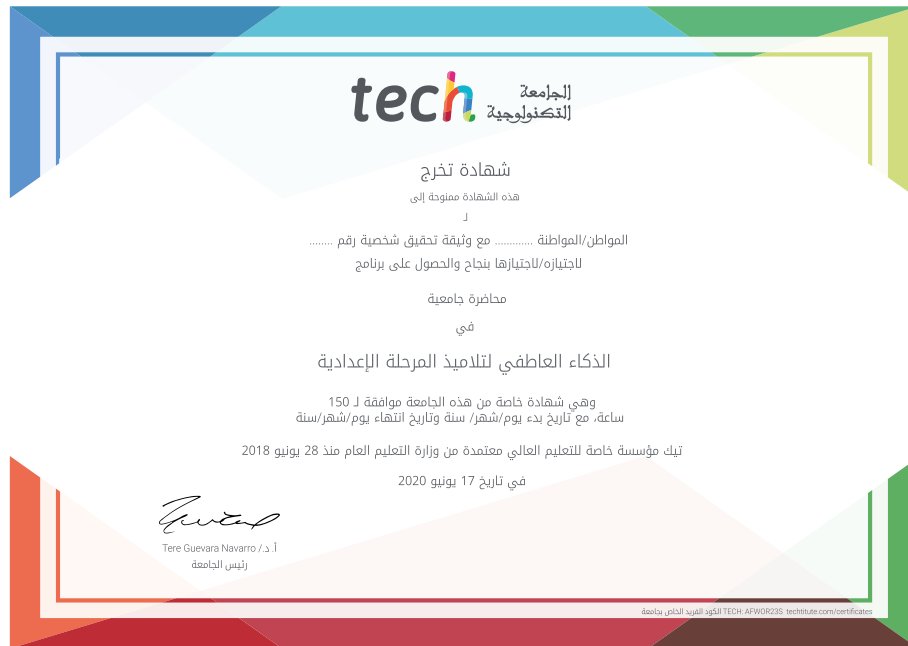 tech الجامعة
التكنولوجية
شهادة تخرج
هذه الشهادة ممنوحة إلى
لـ
المواطن/المواطنة ............. مع وثيقة تحقيق شخصية رقم ........
لاجتيازه/لاجتيازها بنجاح والحصول على برنامج
محاضرة جامعية
في
الذكاء العاطفي لتلاميذ المرحلة الإعدادية
وهي شهادة خاصة من هذه الجامعة موافقة لـ 150
ساعة، مع تاريخ بدء يوم/شهر/ سنة وتاريخ انتهاء يوم/شهر/سنة
تيك مؤسسة خاصة للتعليم العالي معتمدة من وزارة التعليم العام منذ 28 يونيو 2018
في تاريخ 17 يونيو 2020
أ.د./ Tere Guevara Navarro
رئيس الجامعة
الكود الفريد الخاص بجامعة TECH: AFWOR23S techtitute.com/certificates